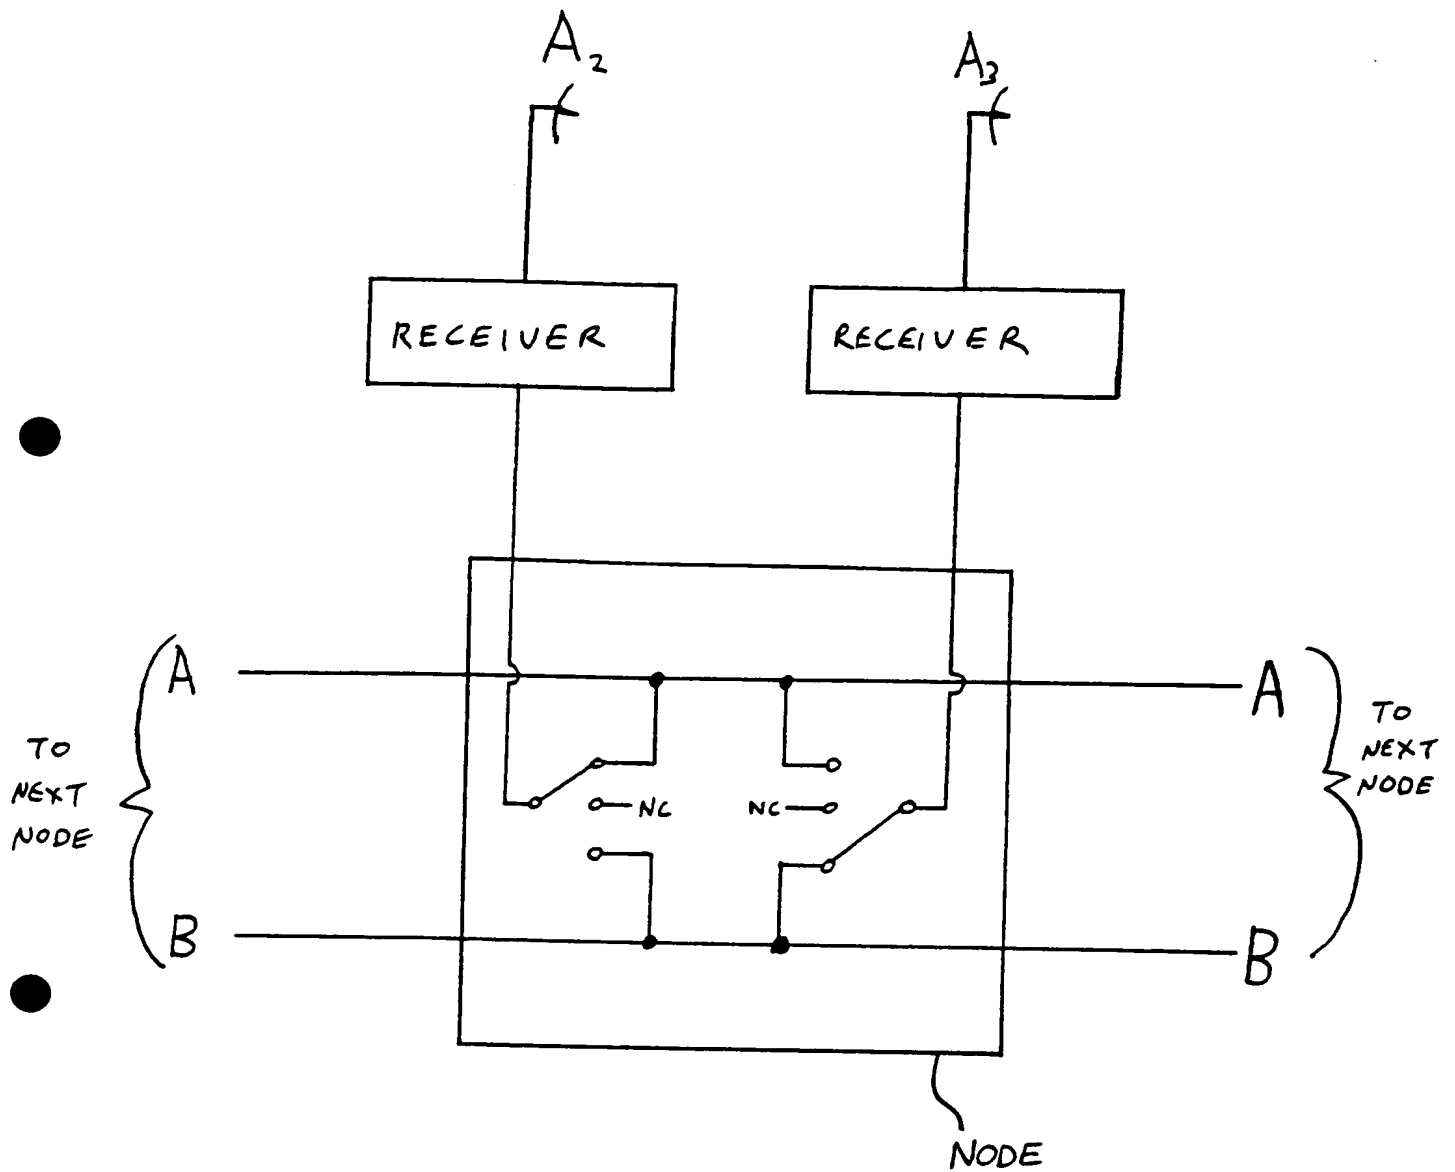 A2
A3
RECEIVER
RECEIVER
A
A
TO
NEXT
NODE
TO
NEXT
NODE
NC
NC
B
B
NODE